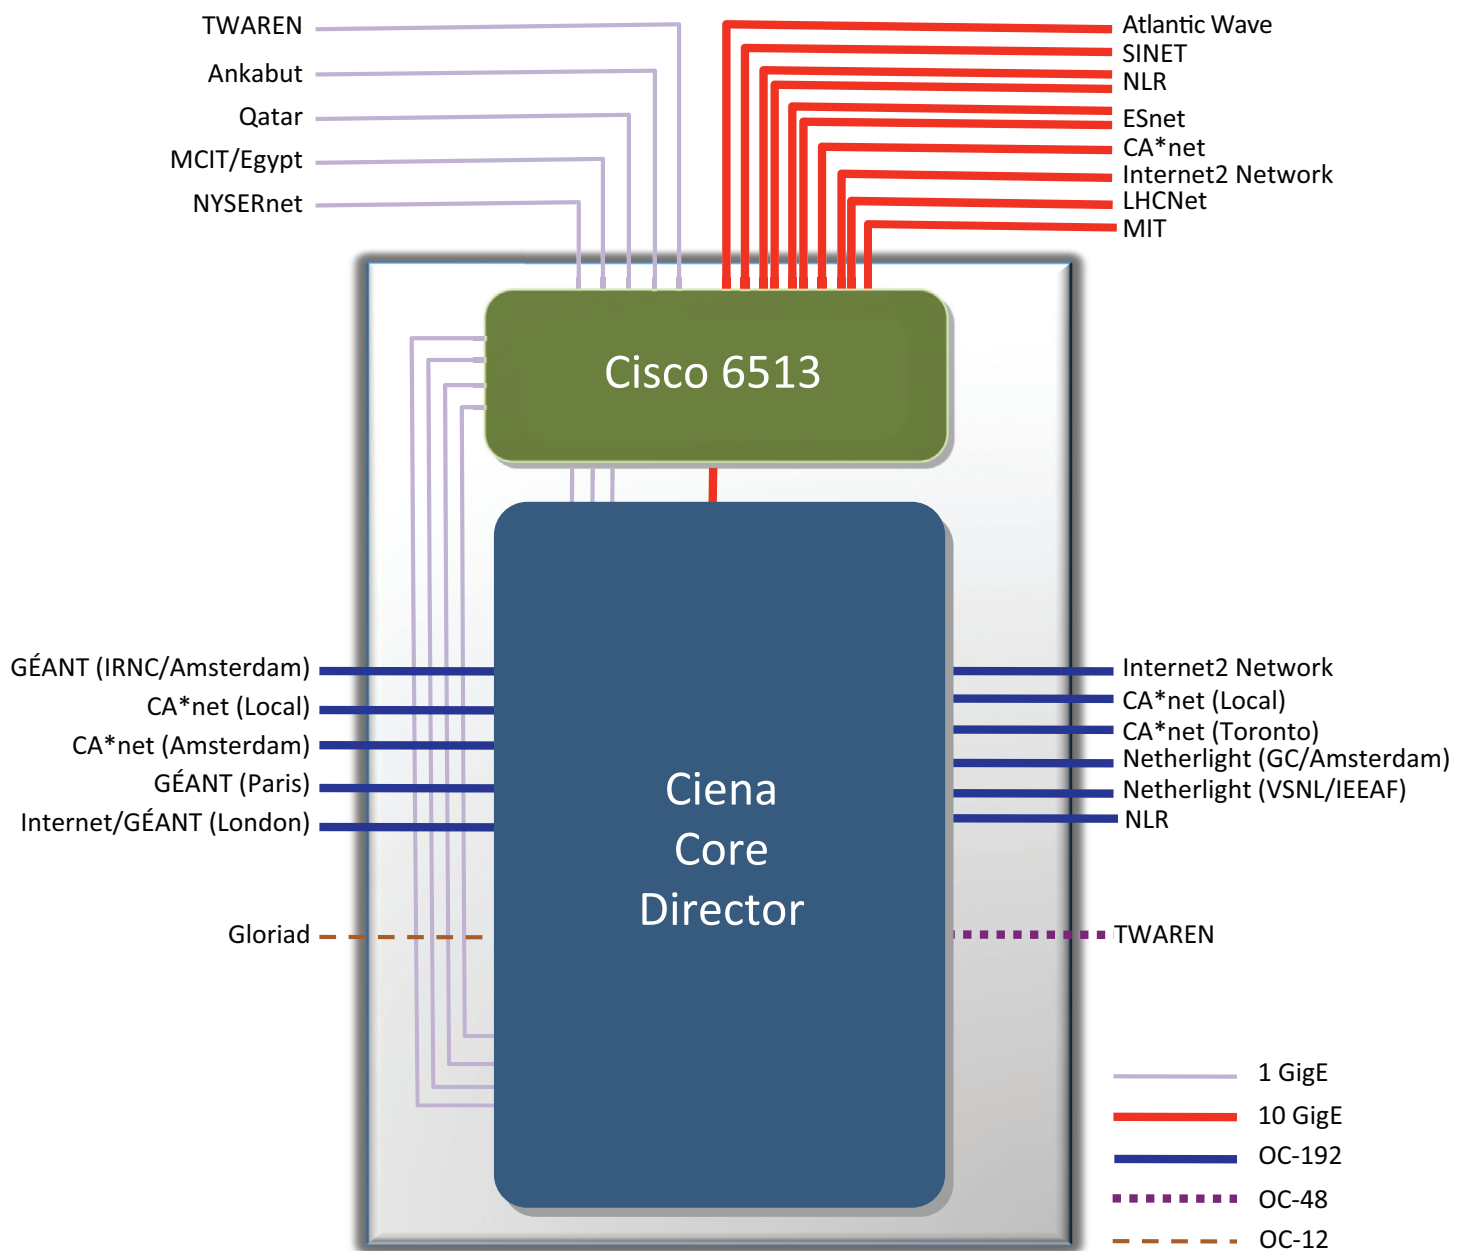 TWAREN
Ankabut
Qatar
MCIT/Egypt
NYSERnet
Atlantic Wave
SINET
NLR
ESnet
CA*net
Internet2 Network
LHCNet
MIT
Cisco 6513
GÉANT (IRNC/Amsterdam)
CA*net (Local)
CA*net (Amsterdam)
GÉANT (Paris)
Internet/GÉANT (London)
Gloriad
Ciena
Core
Director
Internet2 Network
CA*net (Local)
CA*net (Toronto)
Netherlight (GC/Amsterdam)
Netherlight (VSNL/IEEAF)
NLR
TWAREN
1 GigE
10 GigE
OC-192
OC-48
OC-12